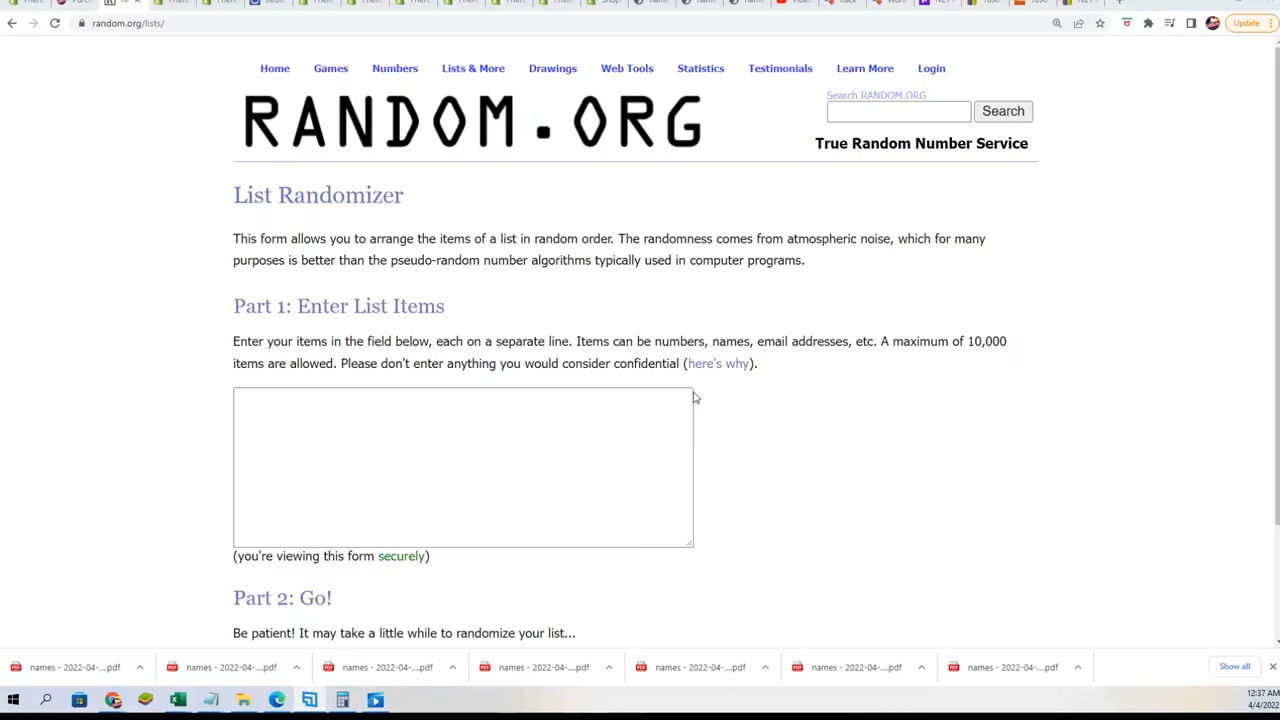 random.org/lists/
Update
Home Games Numbers Lists & More Drawings Web Tools Statistics Testimonials Learn More Login
RANDOM.ORG
Search RANDOM.ORG
Search
True Random Number Service
List Randomizer
This form allows you to arrange the items of a list in random order. The randomness comes from atmospheric noise, which for many
purposes is better than the pseudo-random number algorithms typically used in computer programs.
Part 1: Enter List Items
Enter your items in the field below, each on a separate line. Items can be numbers, names, email addresses, etc. A maximum of 10,000
items are allowed. Please don't enter anything you would consider confidential (here's why).
(you're viewing this form securely)
Part 2: Go!
Be patient! It may take a little while to randomize your list...
names - 2022-04-....pdf names - 2022-04-....pdf names - 2022-04-....pdf names - 2022-04-....pdf names - 2022-04-....pdf names - 2022-04-....pdf names - 2022-04-....pdf Show all
12:37 AM
4/4/2022